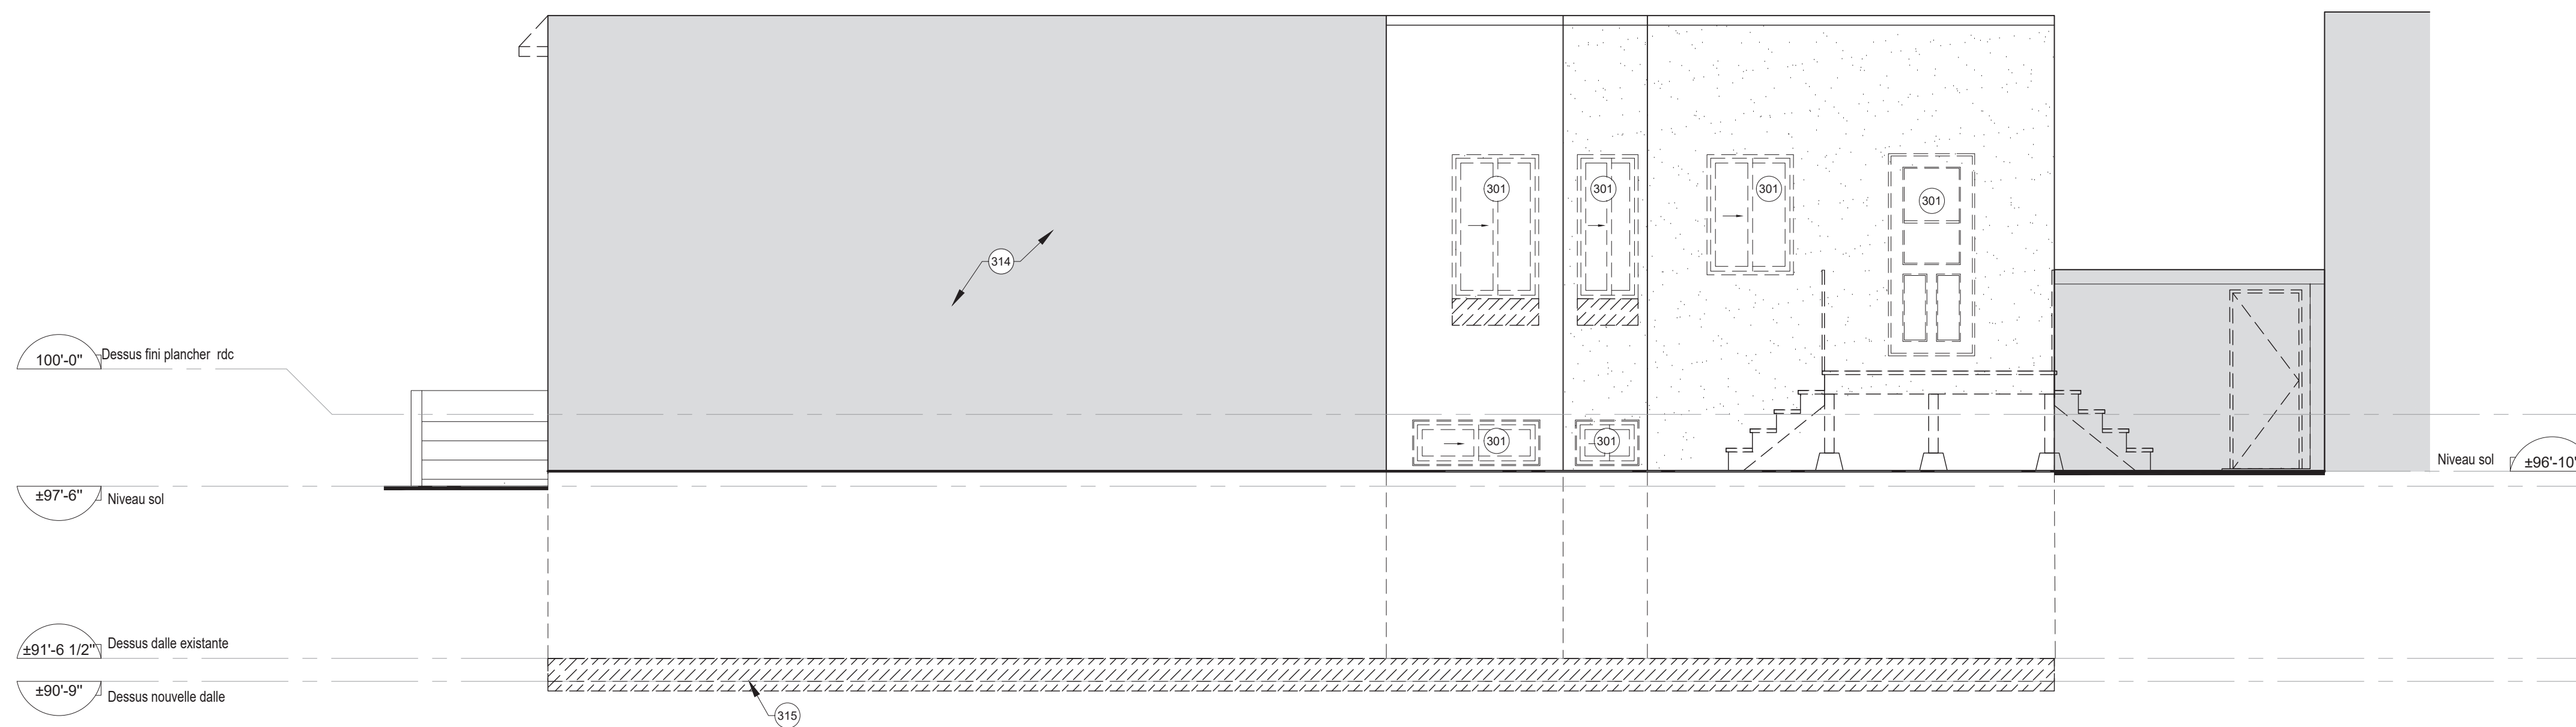 301
301
301
301
314
100'-0"
Dessus fini plancher rdc
301
301
Niveau sol
±96'-10"
±97'-6"
Niveau sol
±91'-6 1/2"
Dessus dalle existante
±90'-9"
Dessus nouvelle dalle
315